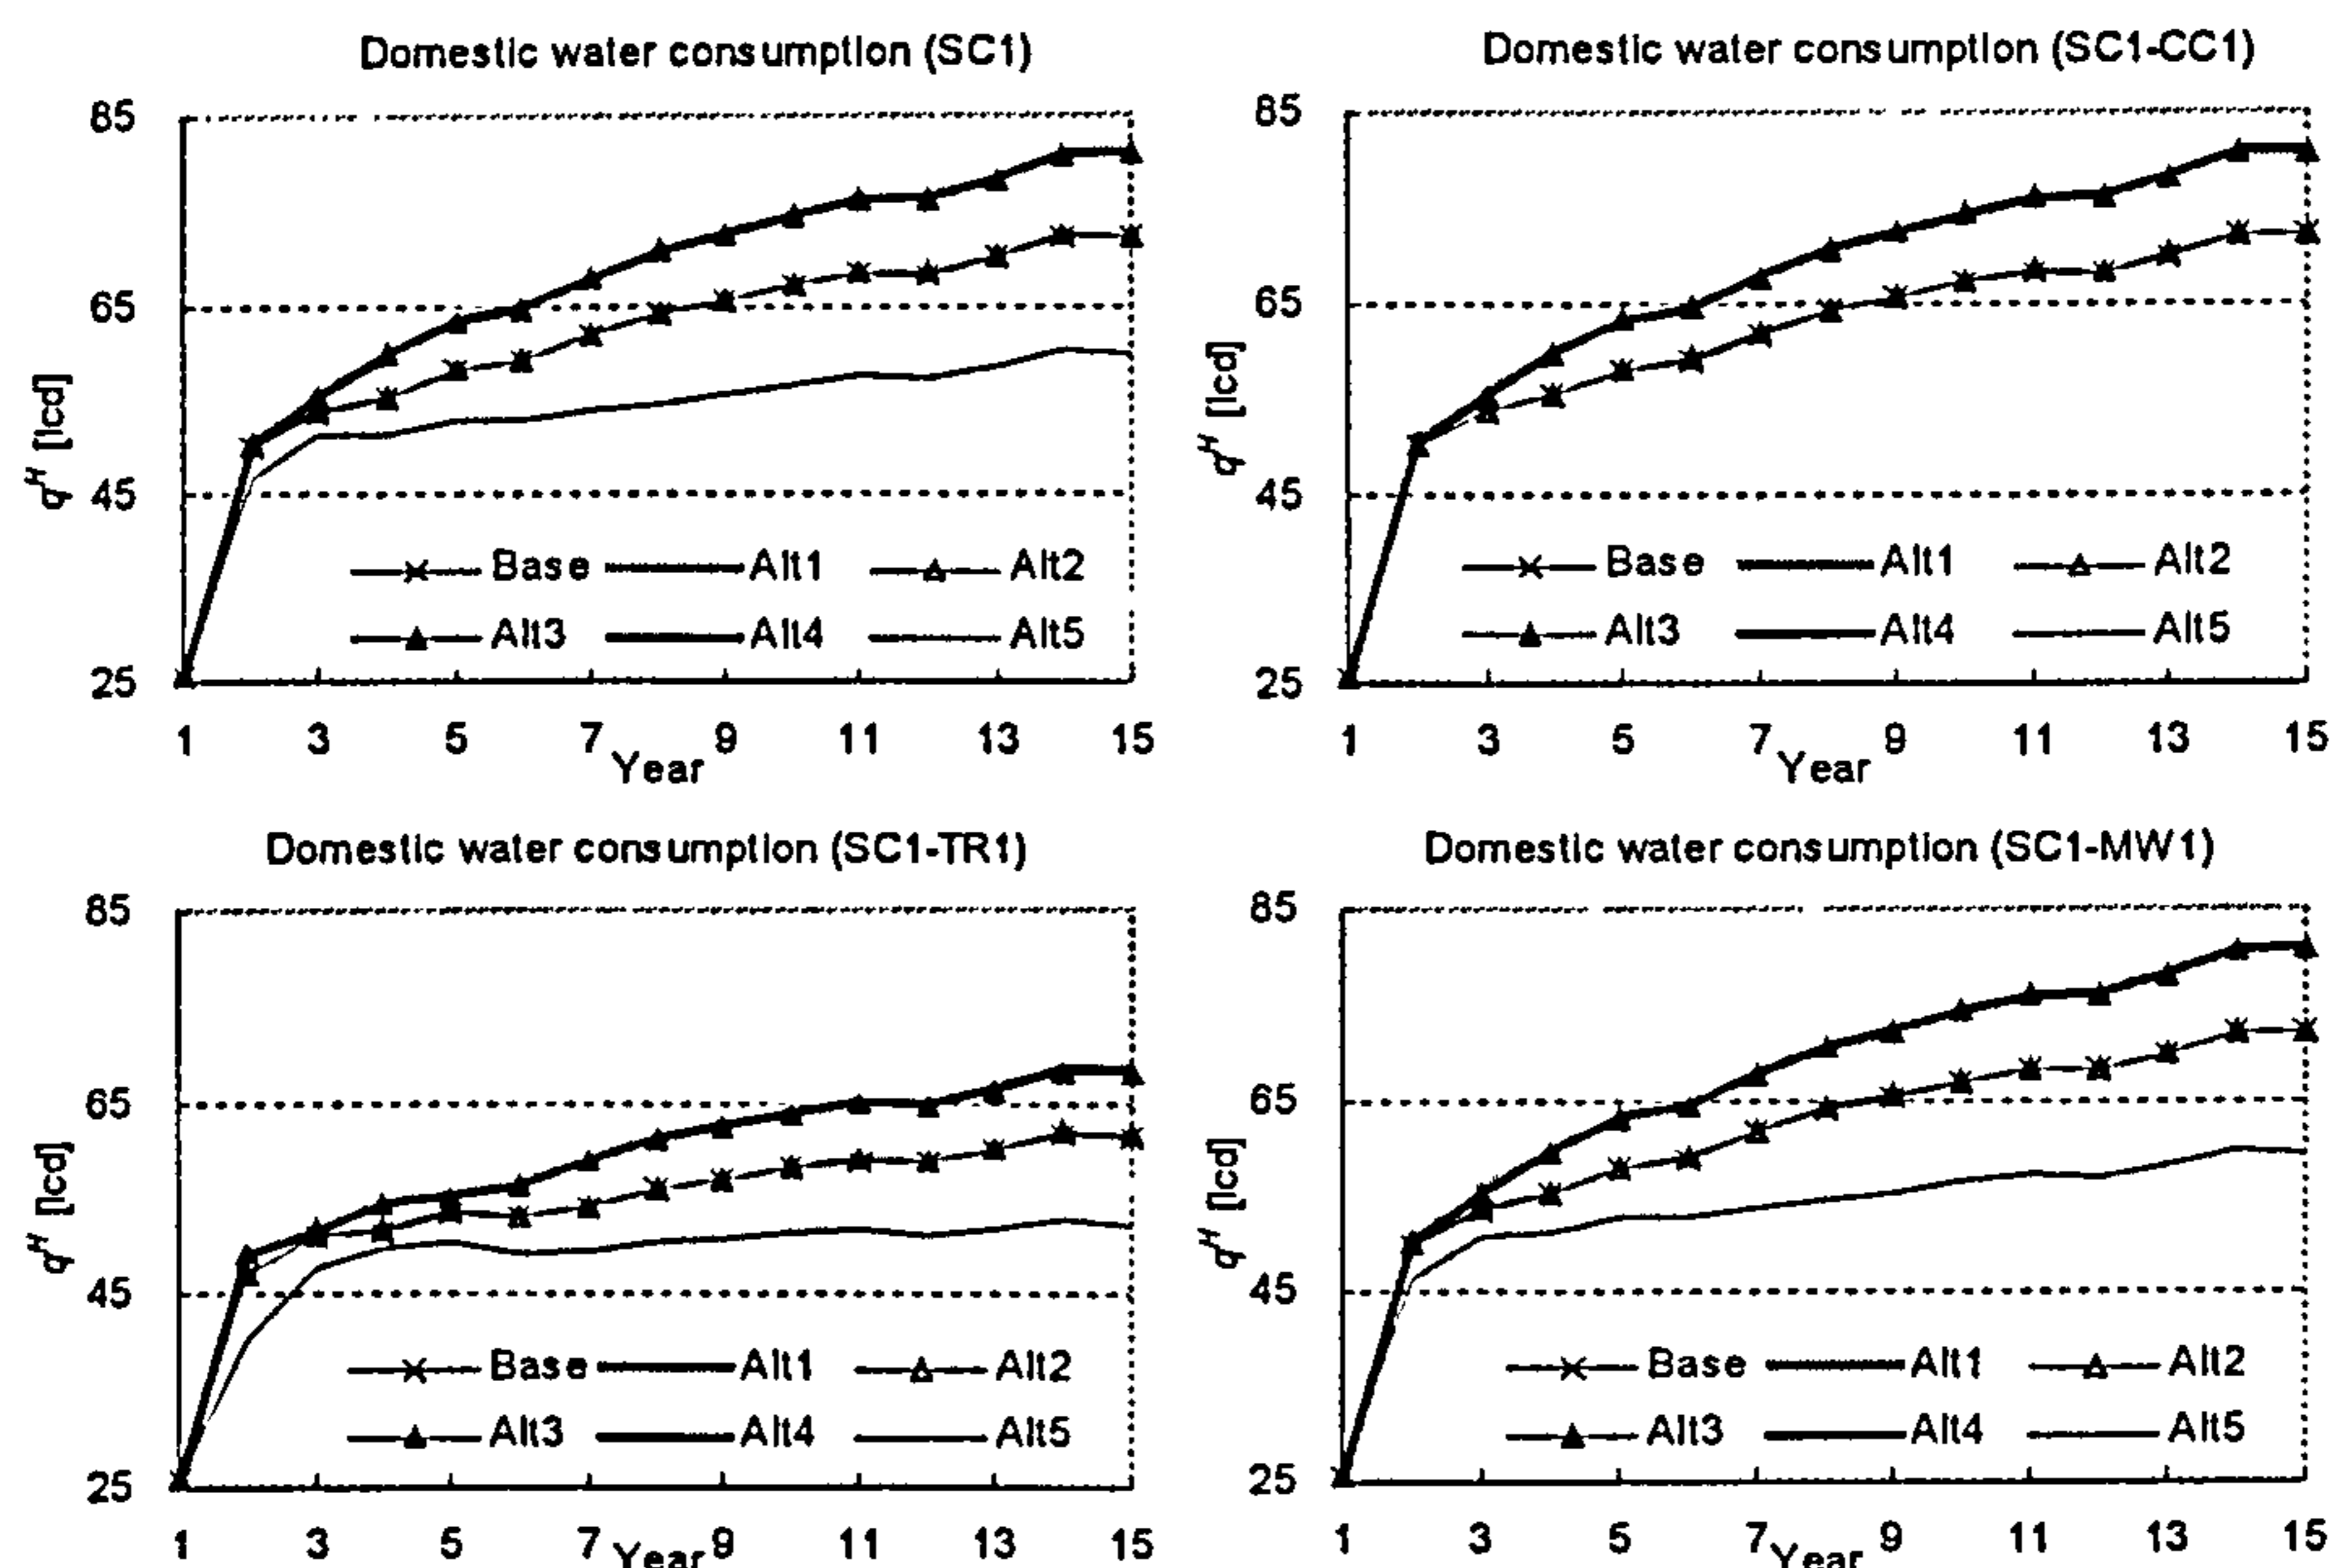 Domestic water consumption (SC1)
85
65
45
25
q^H [lcd]
Base Alt1 Alt2
Alt3 Alt4 Alt5
1 3 5 7 9 11 13 15
Year
Domestic water consumption (SC1-CC1)
85
65
45
25
q^H [lcd]
Base Alt1 Alt2
Alt3 Alt4 Alt5
1 3 5 7 9 11 13 15
Year
Domestic water consumption (SC1-TR1)
85
65
45
25
q^H [lcd]
Base Alt1 Alt2
Alt3 Alt4 Alt5
1 3 5 7 9 11 13 15
Year
Domestic water consumption (SC1-MW1)
85
65
45
25
q^H [lcd]
Base Alt1 Alt2
Alt3 Alt4 Alt5
1 3 5 7 9 11 13 15
Year